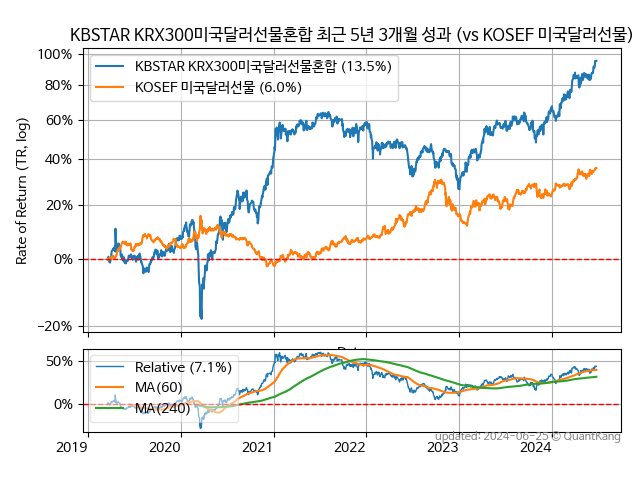 KBSTAR KRX300미국달러선물혼합 최근 5년 3개월 성과 (vs KOSEF 미국달러선물)
Rate of Return (TR, log)
100%
80%
60%
40%
20%
0%
−20%
KBSTAR KRX300미국달러선물혼합 (13.5%)
KOSEF 미국달러선물 (6.0%)
50%
0%
Relative (7.1%)
MA(60)
MA(240)
2019
2020
2021
2022
2023
2024
updated: 2024-06-25 © QuantKang